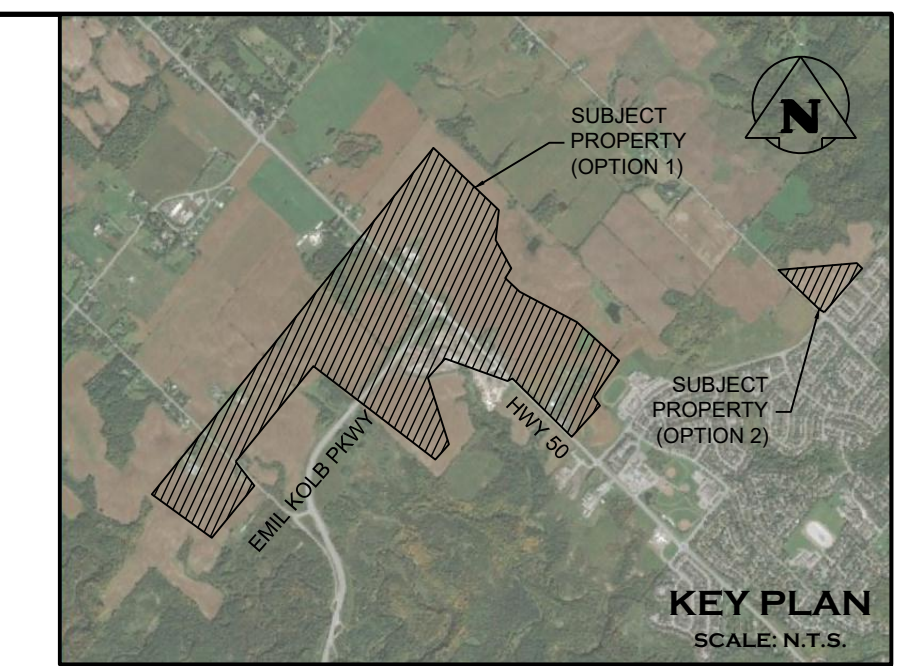 SUBJECT
PROPERTY
(OPTION 1)
N
SUBJECT
PROPERTY
(OPTION 2)
HWY 50
EMIL KOLB PKWY
KEY PLAN
SCALE: N.T.S.